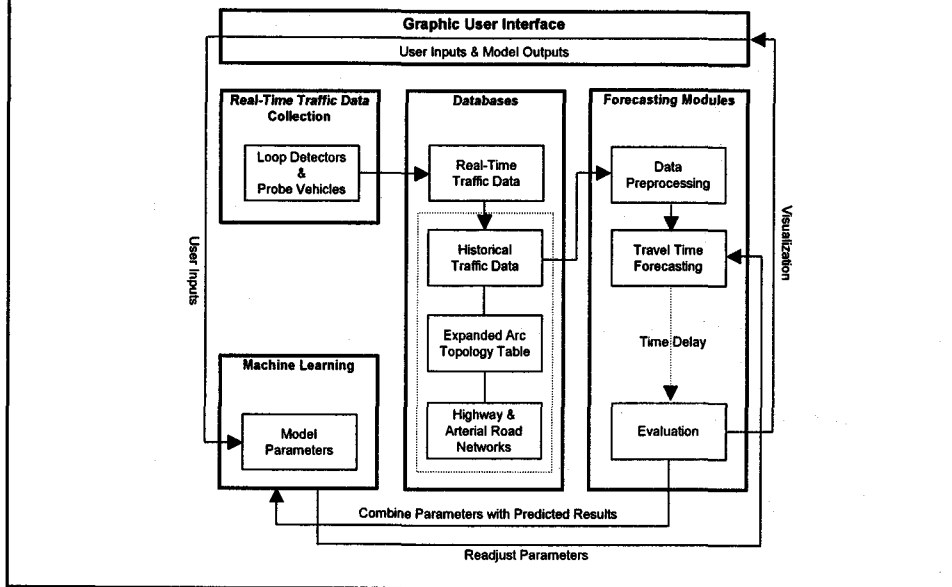 Graphic User Interface
User Inputs & Model Outputs
Real-Time Traffic Data
Collection
Loop Detectors
&
Probe Vehicles
Databases
Real-Time
Traffic Data
Historical
Traffic Data
Expanded Arc
Topology Table
Highway &
Arterial Road
Networks
Forecasting Modules
Data
Preprocessing
Travel Time
Forecasting
Time Delay
Evaluation
Visualization
User Inputs
Machine Learning
Model
Parameters
Combine Parameters with Predicted Results
Readjust Parameters